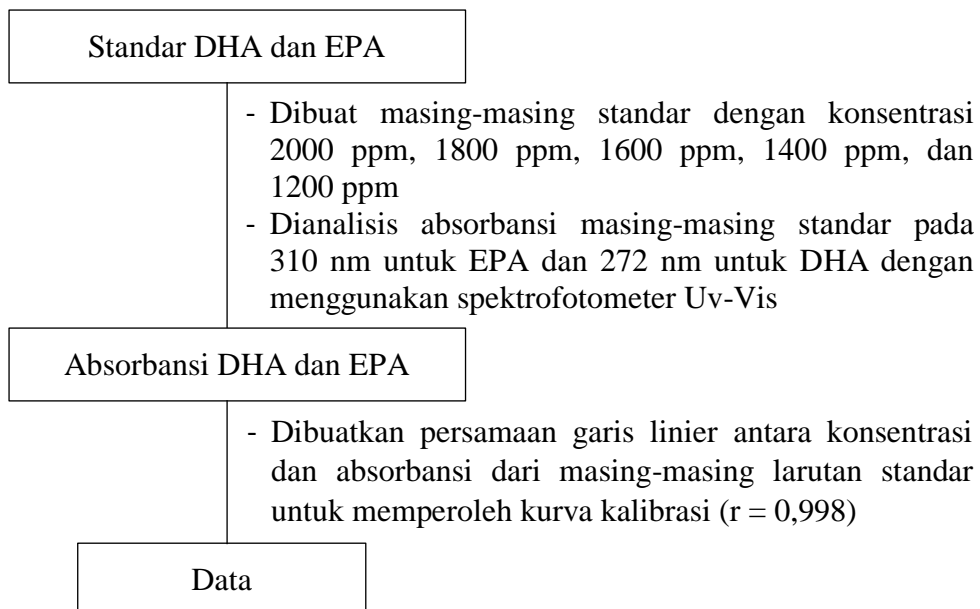 Standar DHA dan EPA
- Dibuat masing-masing standar dengan konsentrasi
2000 ppm, 1800 ppm, 1600 ppm, 1400 ppm, dan
1200 ppm
- Dianalisis absorbansi masing-masing standar pada
310 nm untuk EPA dan 272 nm untuk DHA dengan
menggunakan spektrofotometer Uv-Vis
Absorbansi DHA dan EPA
- Dibuatkan persamaan garis linier antara konsentrasi
dan absorbansi dari masing-masing larutan standar
untuk memperoleh kurva kalibrasi (r = 0,998)
Data